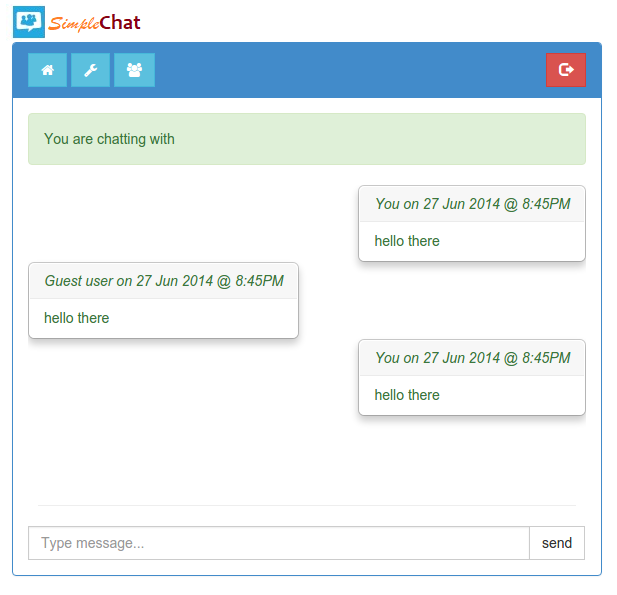 SimpleChat
You are chatting with
You on 27 Jun 2014 @ 8:45PM
hello there
Guest user on 27 Jun 2014 @ 8:45PM
hello there
You on 27 Jun 2014 @ 8:45PM
hello there
Type message... send